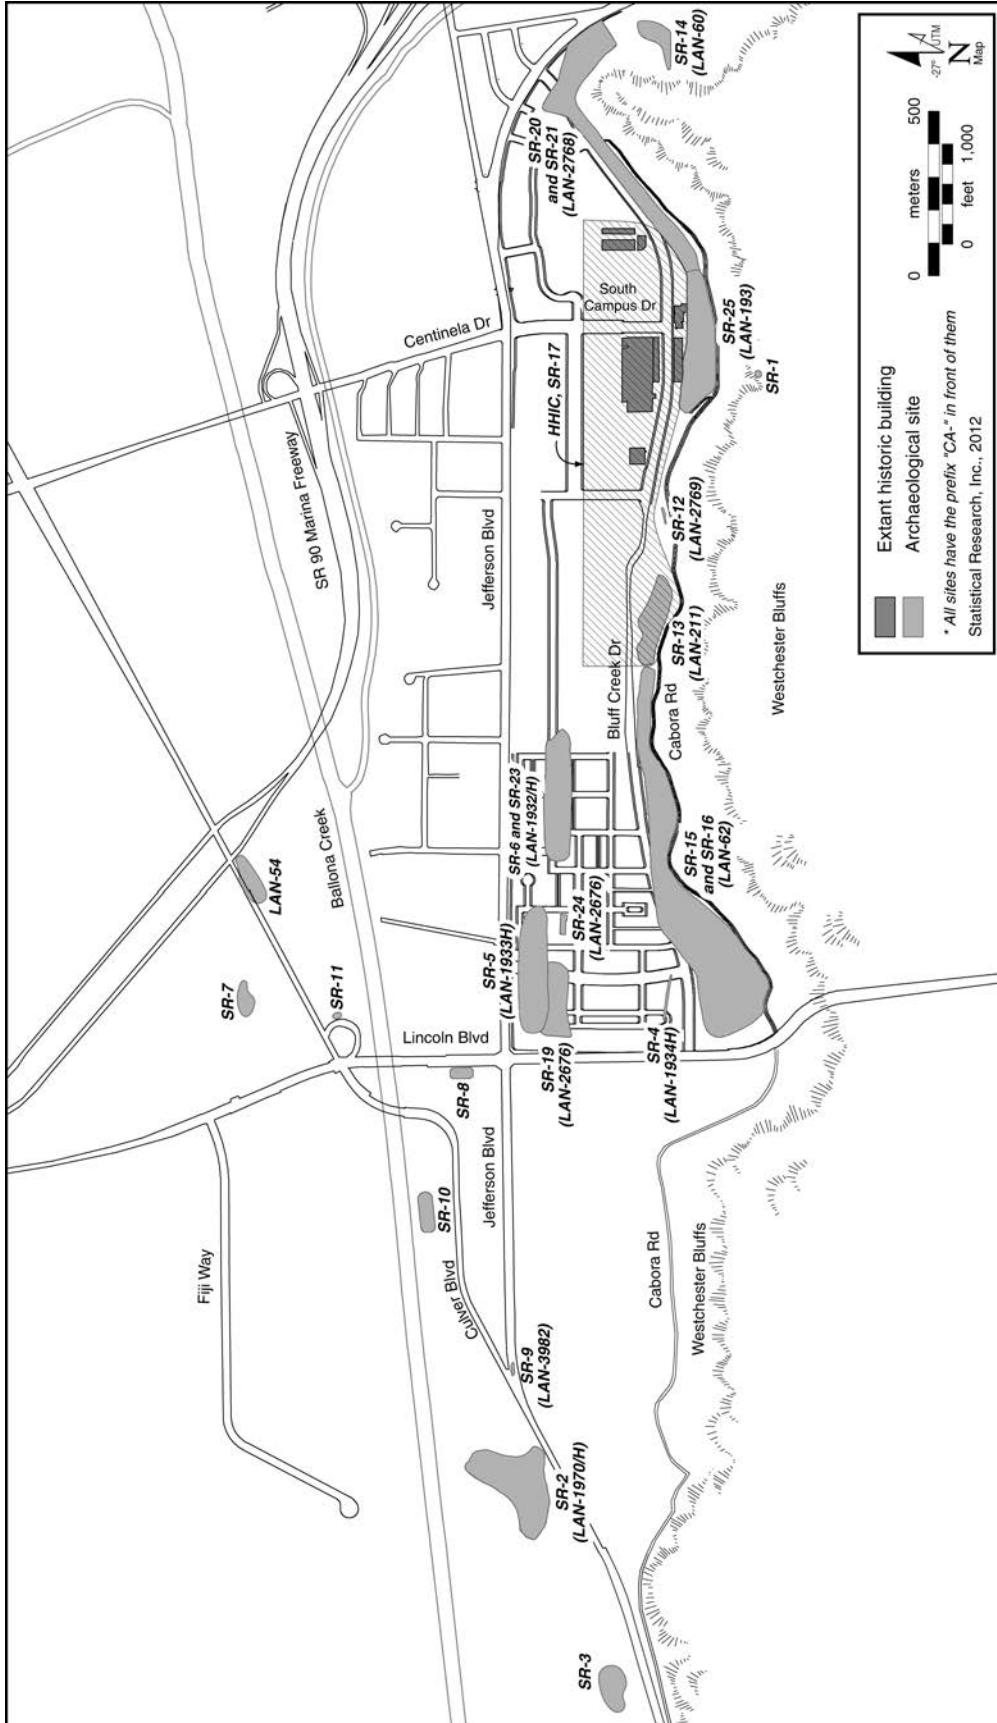 SR-14
(LAN-60)
SR-20
and SR-21
(LAN-2768)
South
Campus Dr
Centinela Dr
SR-25
(LAN-193)
SR-1
HHIC, SR-17
SR 90 Marina Freeway
Jefferson Blvd
SR-12
(LAN-2769)
SR-13
(LAN-211)
Westchester Bluffs
Bluff Creek Dr
Cabora Rd
Ballona Creek
SR-6 and SR-23
(LAN-1932/H)
LAN-54
SR-15
and SR-16
(LAN-62)
SR-24
(LAN-2676)
SR-5
(LAN-1933H)
SR-7
SR-11
Lincoln Blvd
SR-4
(LAN-1934H)
SR-19
(LAN-2676)
SR-8
Jefferson Blvd
SR-10
Culver Blvd
Fiji Way
Cabora Rd
Westchester Bluffs
SR-9
(LAN-3982)
SR-2
(LAN-1970/H)
SR-3
Extant historic building
Archaeological site
* All sites have the prefix "CA-" in front of them
Statistical Research, Inc., 2012
0 meters 500
0 feet 1,000
-27°
UTM
N
Map